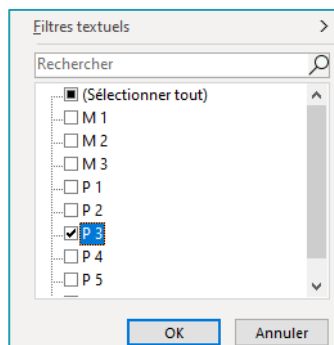 Filtres textuels
Rechercher
(Sélectionner tout)
M 1
M 2
M 3
P 1
P 2
P 3
P 4
P 5
OK Annuler